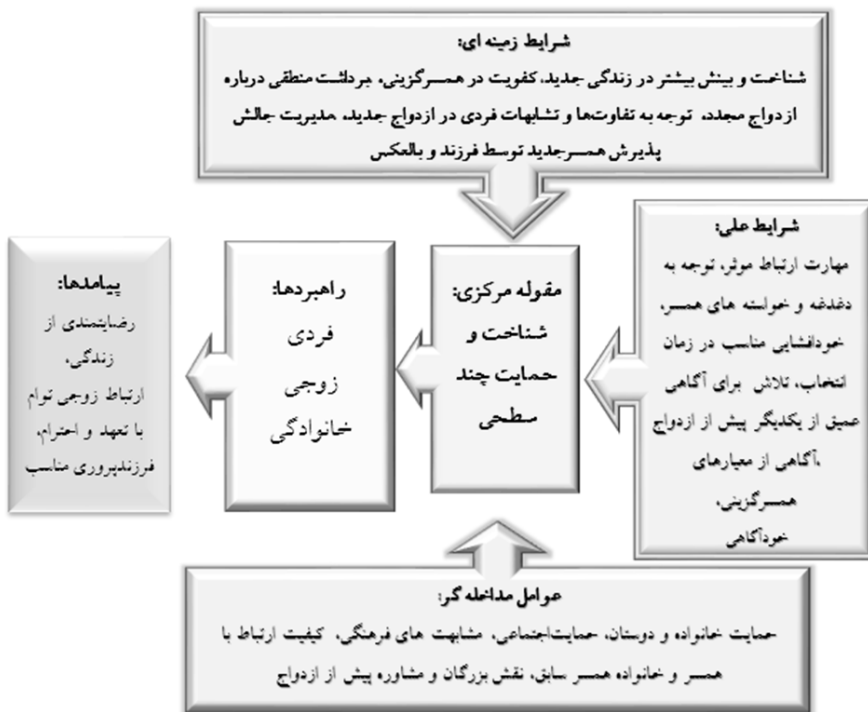 شرایط زمینه ای:
شناخت و بینش بیشتر در زندگی جدید، کفویت در همسرگزینی، برداشت منطقی درباره
ازدواج مجدد، توجه به تفاوت‌ها و تشابهات فردی در ازدواج جدید، مدیریت چالش
پذیرش همسرجدید توسط فرزند و بالعکس
شرایط علی:
مهارت ارتباط موثر، توجه به
دغدغه و خواسته های همسر،
خودافشایی مناسب در زمان
انتخاب، تلاش برای آگاهی
عمیق از یکدیگر پیش از ازدواج
،آگاهی از معیارهای
همسرگزینی،
خودآگاهی
مقوله مرکزی:
شناخت و
حمایت چند
سطحی
راهبردها:
فردی
زوجی
خانوادگی
پیامدها:
رضایتمندی از
زندگی،
ارتباط زوجی توام
با تعهد و احترام،
فرزندپروری مناسب
عوامل مداخله گر:
حمایت خانواده و دوستان، حمایت‌اجتماعی، مشابهت های فرهنگی، کیفیت ارتباط با
همسر و خانواده همسر سابق، نقش بزرگان و مشاوره پیش از ازدواج